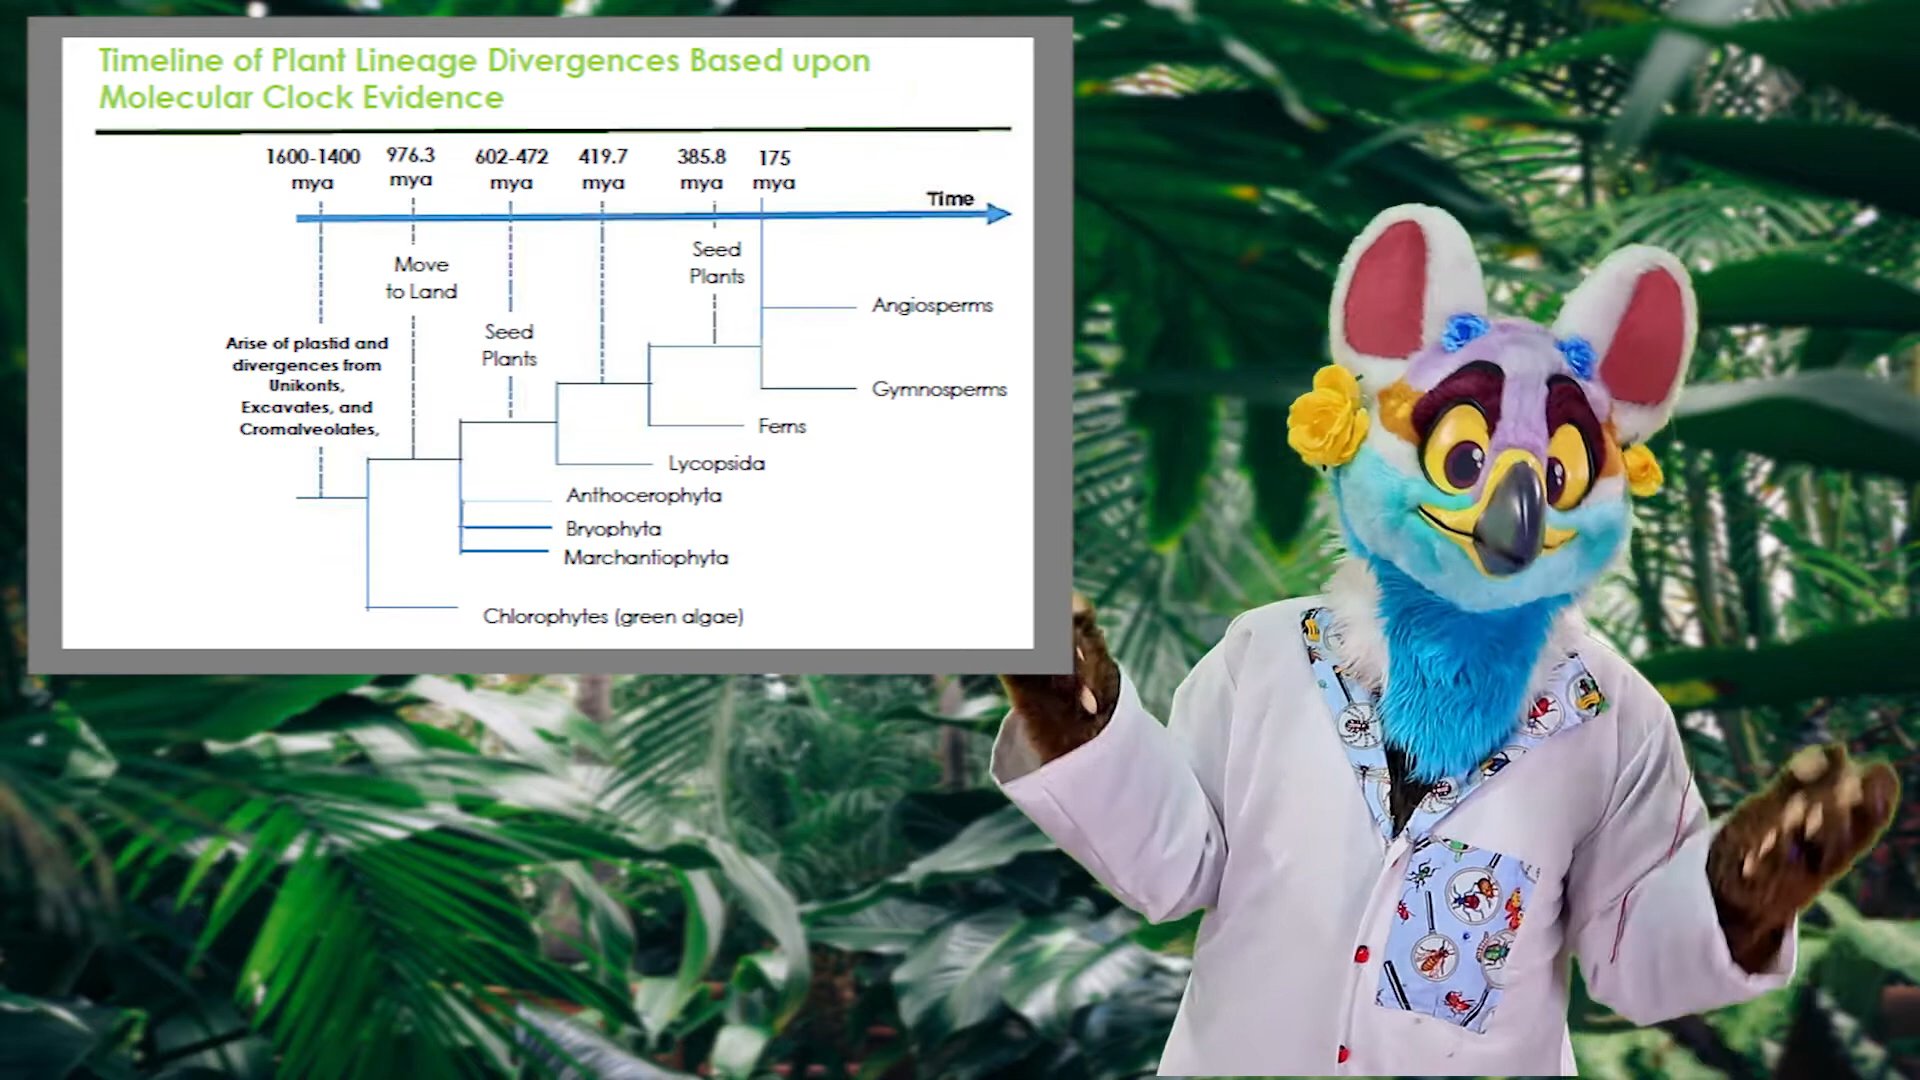 Timeline of Plant Lineage Divergences Based upon
Molecular Clock Evidence
1600-1400 mya
976.3 mya
602-472 mya
419.7 mya
385.8 mya
175 mya
Time
Move
to Land
Seed
Plants
Seed
Plants
Arise of plastid and
divergences from
Unikonts,
Excavates, and
Cromalveolates,
Angiosperms
Gymnosperms
Ferns
Lycopsida
Anthocerophyta
Bryophyta
Marchantiophyta
Chlorophytes (green algae)